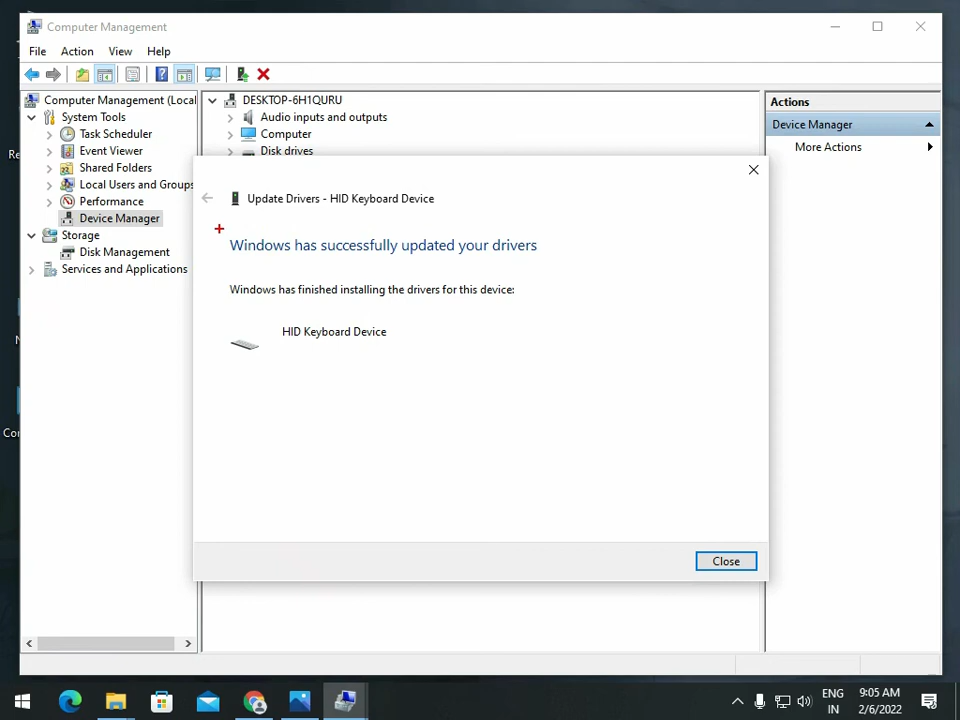 Computer Management
File Action View Help
Computer Management (Local
System Tools
Task Scheduler
Event Viewer
Shared Folders
Local Users and Groups
Performance
Device Manager
Storage
Disk Management
Services and Applications
DESKTOP-6H1QURU
Audio inputs and outputs
Computer
Disk drives
Update Drivers - HID Keyboard Device
Windows has successfully updated your drivers
Windows has finished installing the drivers for this device:
HID Keyboard Device
Close
Actions
Device Manager
More Actions
ENG
IN
9:05 AM
2/6/2022